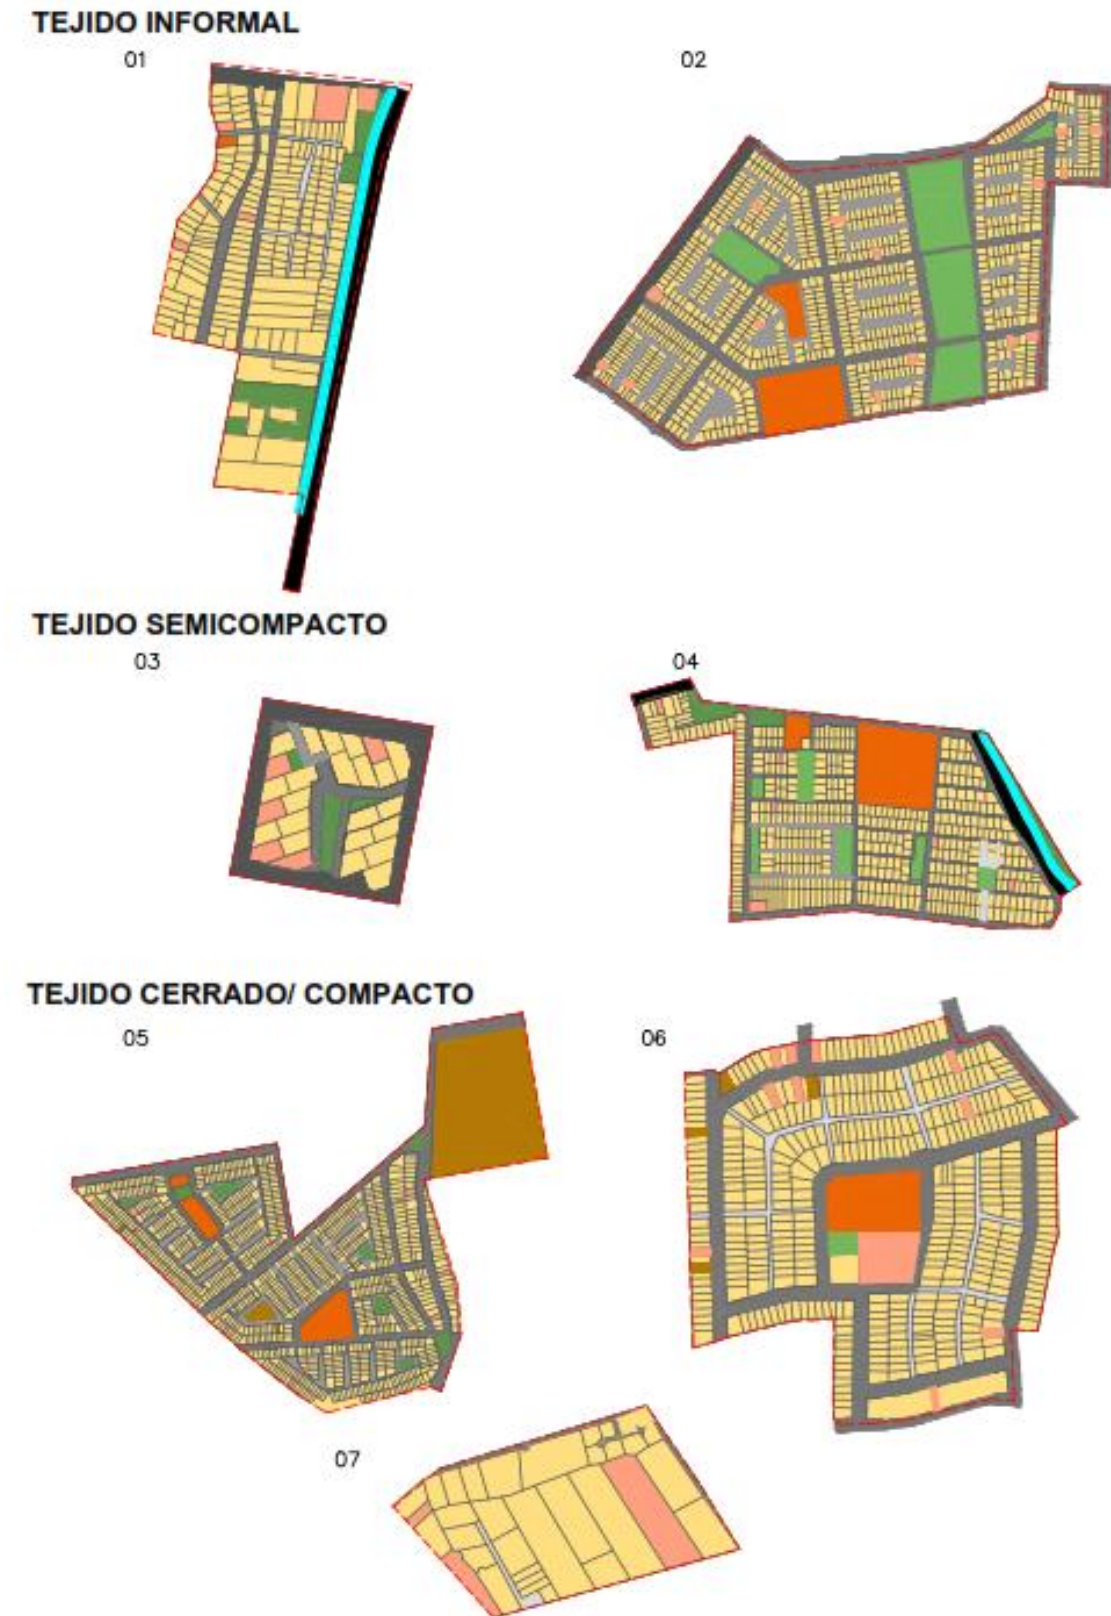 TEJIDO INFORMAL
01
02
TEJIDO SEMICOMPACTO
03
04
TEJIDO CERRADO/ COMPACTO
05
06
07